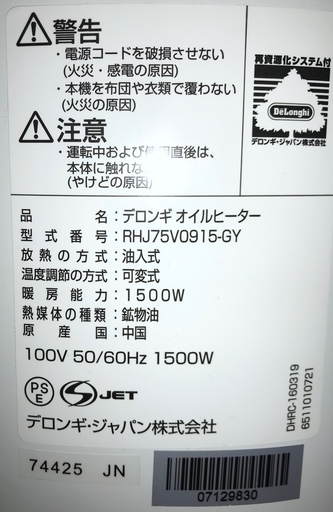 警告
・電源コードを破損させない
(火災・感電の原因)
・本機を布団や衣類で覆わない
(火災の原因)
注意
・運転中および使用直後は、
本体に触れな
(やけどの原因)
再資源化システム付
DeLonghi
デロンギ・ジャパン株式会社
品名:デロンギ オイルヒーター
型式番号:RHJ75V0915-GY
放熱の方式:油入式
温度調節の方式:可変式
暖房能力:1500W
熱媒体の種類:鉱物油
原産国:中国
100V 50/60Hz 1500W
PS
E
JET
デロンギ・ジャパン株式会社
DHRC-160319
6511010721
74425 JN
07129830